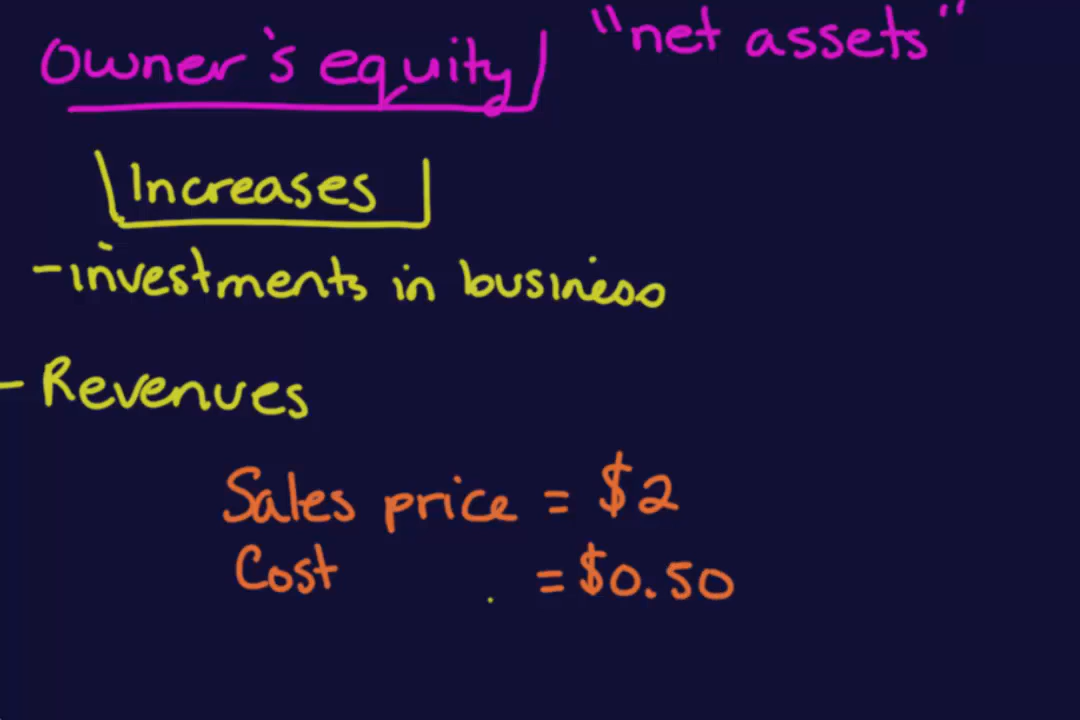 Owner's equity "net assets"
Increases
- investments in business
- Revenues
Sales price = $2
Cost = $0.50